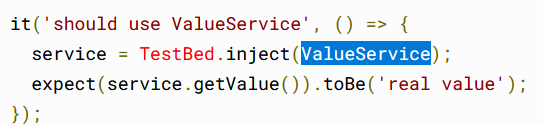 it('should use ValueService', () => {
  service = TestBed.inject(ValueService);
  expect(service.getValue()).toBe('real value');
});